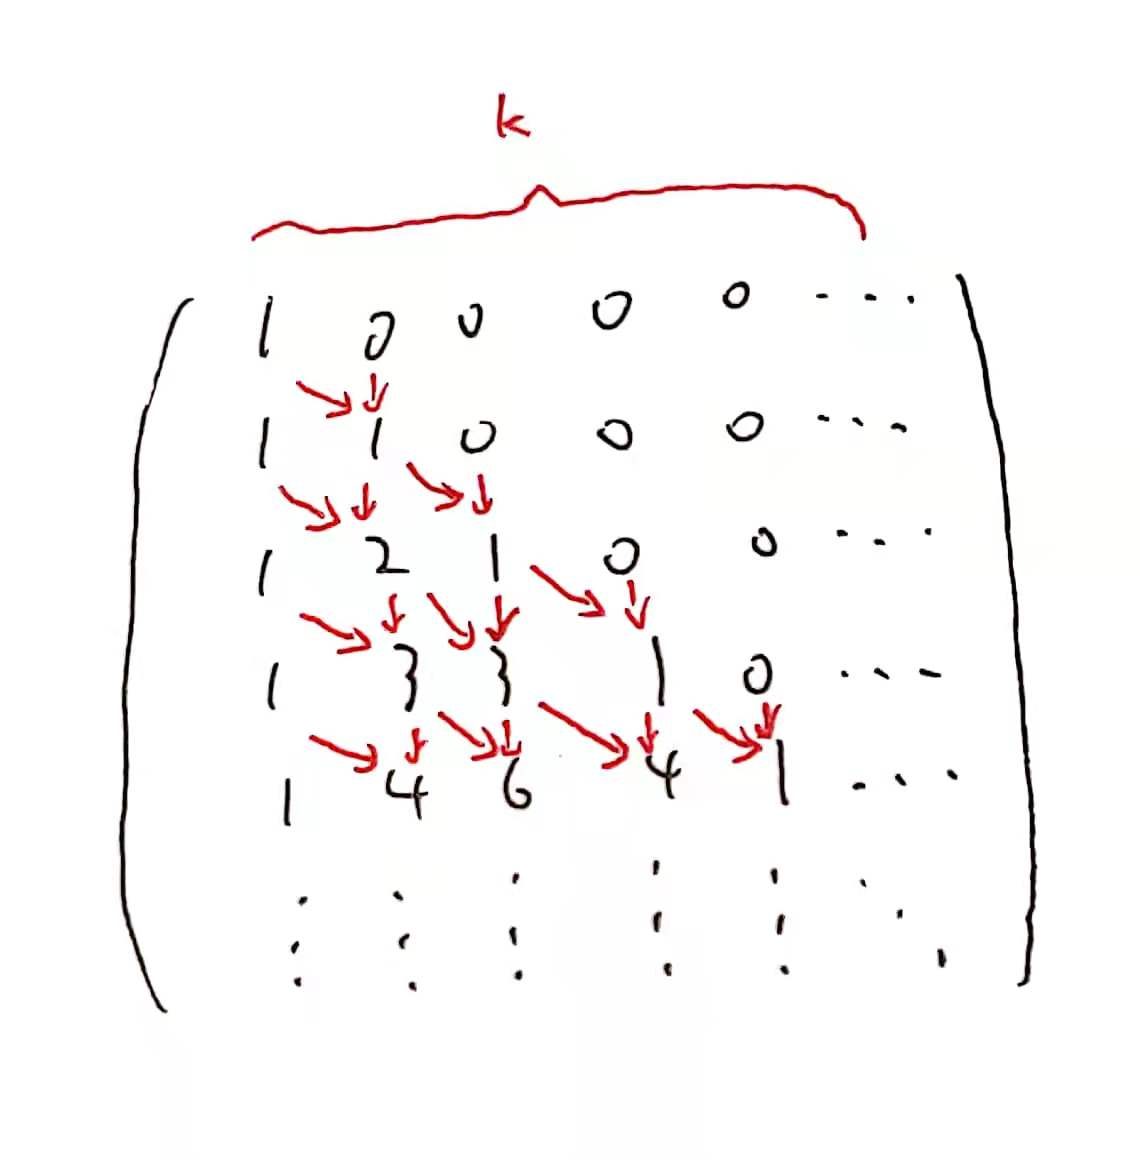 k
1 0 0 0 0 ...
1 1 0 0 0 ...
1 2 1 0 0 ...
1 3 3 1 0 ...
1 4 6 4 1 ...
⋮ ⋮ ⋮ ⋮ ⋮ ⋱